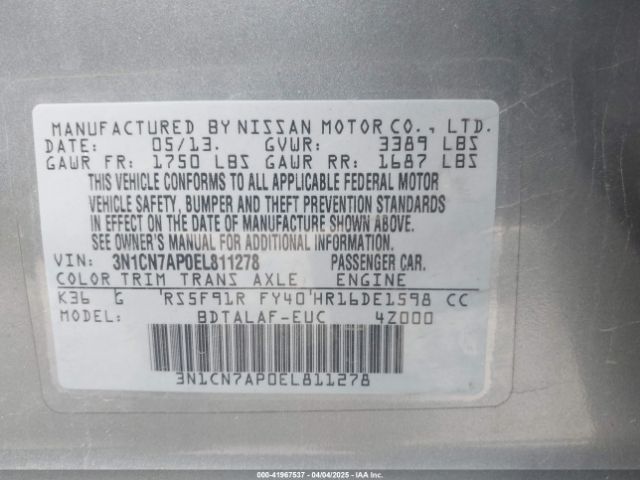 MANUFACTURED BY NISSAN MOTOR CO., LTD.
DATE: 05/13. GVWR: 3389 LBS
GAWR FR: 1750 LBS GAWR RR: 1687 LBS
THIS VEHICLE CONFORMS TO ALL APPLICABLE FEDERAL MOTOR
VEHICLE SAFETY, BUMPER AND THEFT PREVENTION STANDARDS
IN EFFECT ON THE DATE OF MANUFACTURE SHOWN ABOVE.
SEE OWNER'S MANUAL FOR ADDITIONAL INFORMATION.
VIN: 3N1CN7AP0EL811278 PASSENGER CAR.
COLOR TRIM TRANS AXLE ENGINE
K36 G RS5F91R FY40 HR16DE1598 CC
MODEL: BDTALAF-EUC 4Z000
3N1CN7AP0EL811278
000-41967537 - 04/04/2025 - IAAI.COM